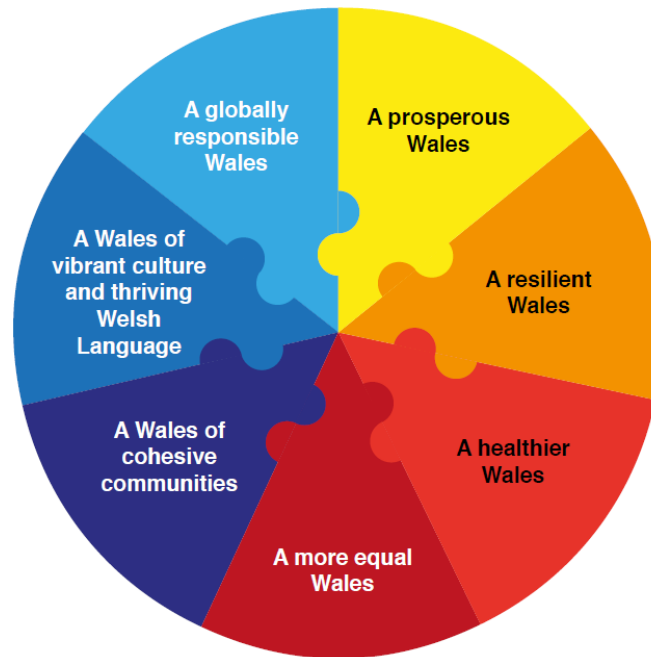 A prosperous
Wales
A resilient
Wales
A healthier
Wales
A more equal
Wales
A Wales of
cohesive
communities
A Wales of
vibrant culture
and thriving
Welsh
Language
A globally
responsible
Wales